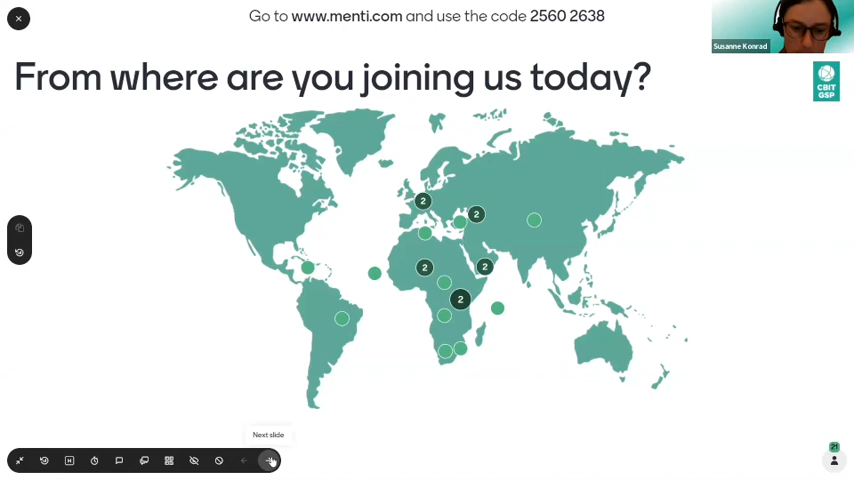 Go to www.menti.com and use the code 2560 2638
Susanne Konrad
From where are you joining us today?
CBIT
GSP
2
2
2
2
2
Next slide
21